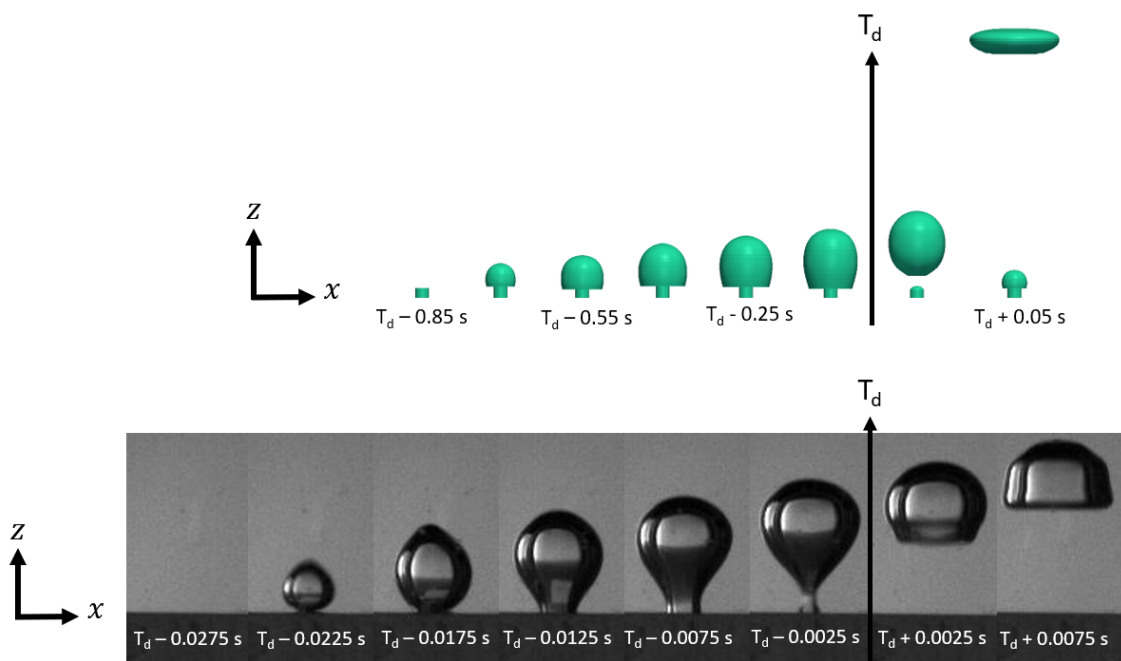 T_d
z
x
T_d – 0.85 s
T_d – 0.55 s
T_d - 0.25 s
T_d + 0.05 s
T_d
z
x
T_d – 0.0275 s
T_d – 0.0225 s
T_d – 0.0175 s
T_d – 0.0125 s
T_d – 0.0075 s
T_d – 0.0025 s
T_d + 0.0025 s
T_d + 0.0075 s